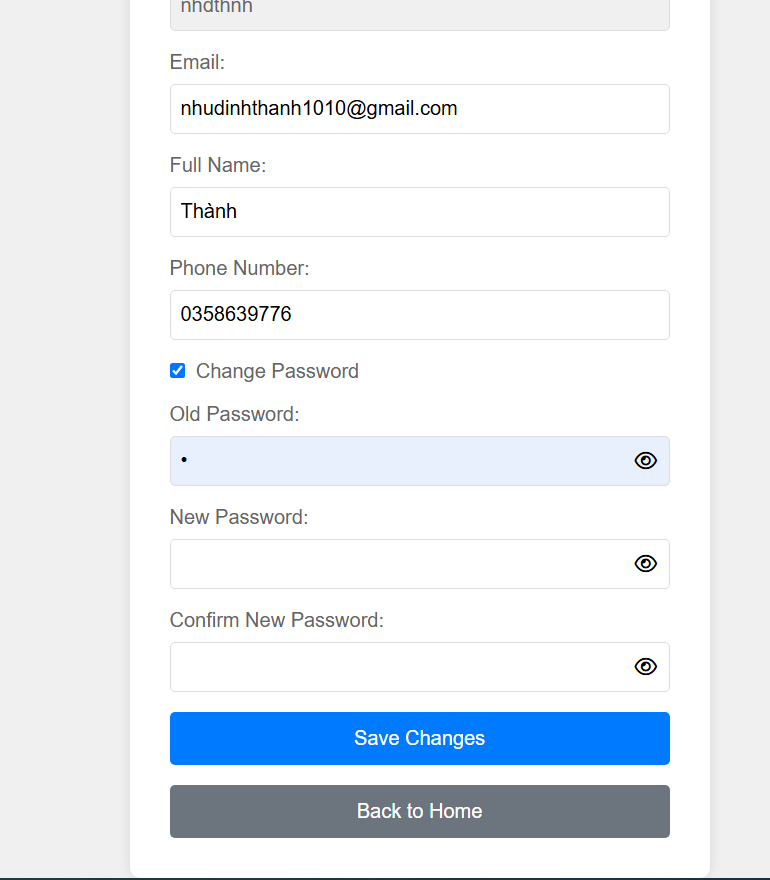 nhdthnh
Email:
nhudinhthanh1010@gmail.com
Full Name:
Thành
Phone Number:
0358639776
Change Password
Old Password:
•
New Password:
Confirm New Password:
Save Changes
Back to Home